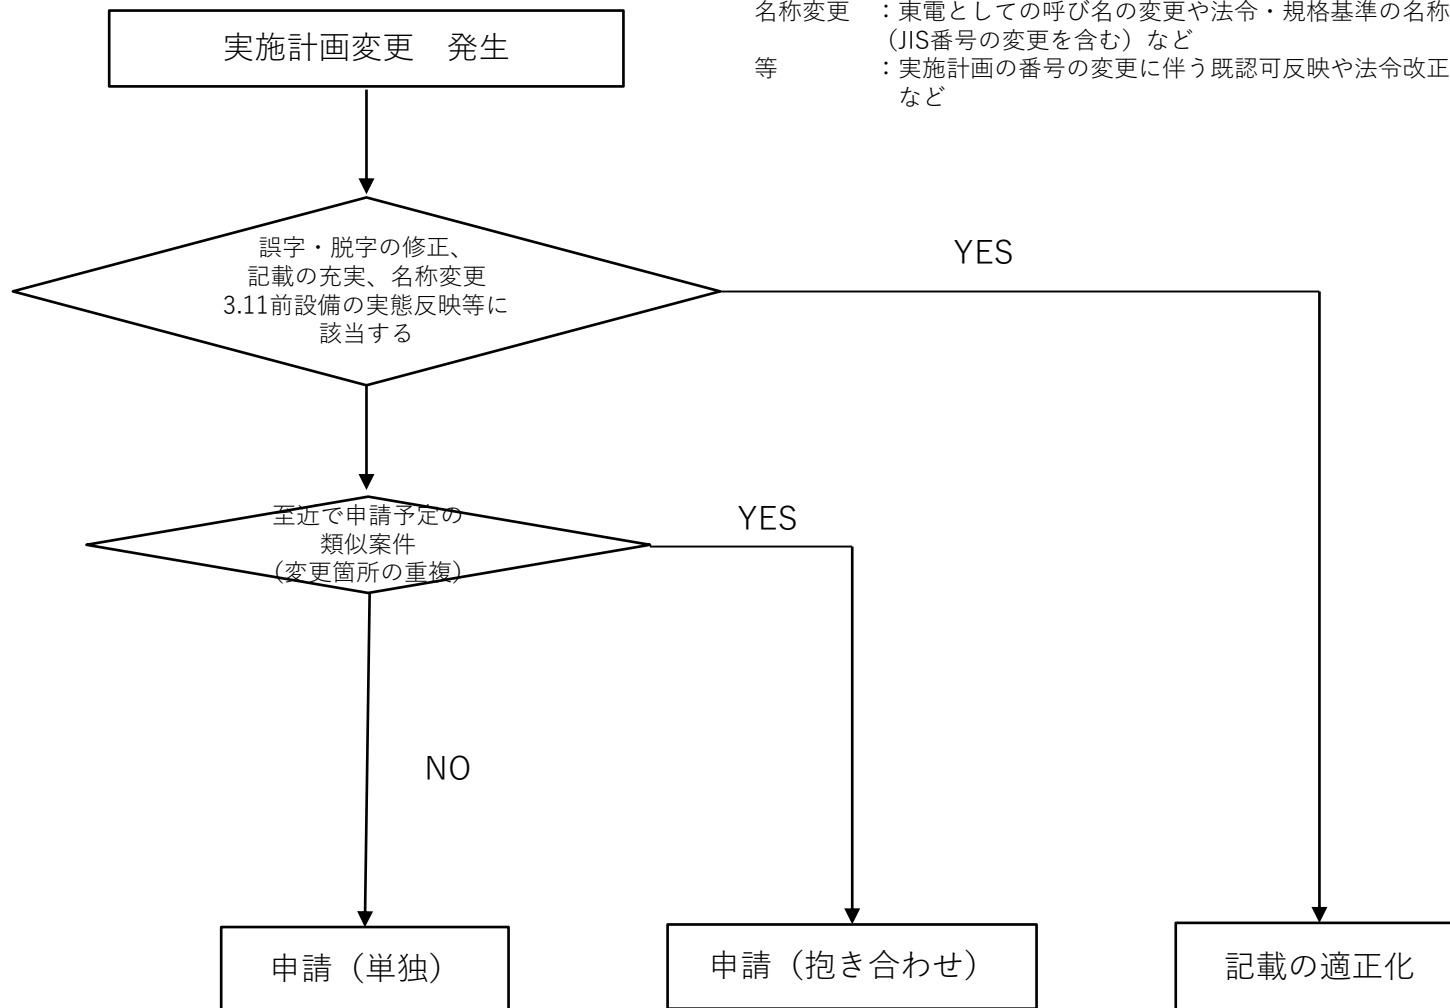 名称変更　：東電としての呼び名の変更や法令・規格基準の名称
（JIS番号の変更を含む）など
等　：実施計画の番号の変更に伴う既認可反映や法令改正
など
実施計画変更　発生
誤字・脱字の修正、
記載の充実、名称変更
3.11前設備の実態反映等に
該当する
YES
至近で申請予定の
類似案件
（変更箇所の重複）
YES
NO
申請（単独）
申請（抱き合わせ）
記載の適正化